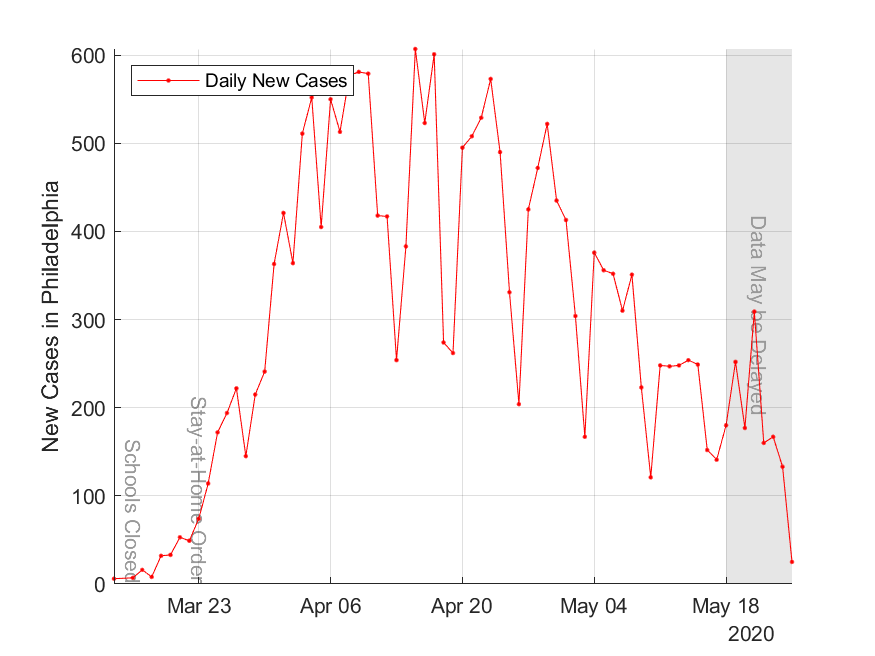 Daily New Cases
New Cases in Philadelphia
600
500
400
300
200
100
0
Schools Closed
Stay-at-Home Order
Data May be Delayed
Mar 23
Apr 06
Apr 20
May 04
May 18
2020